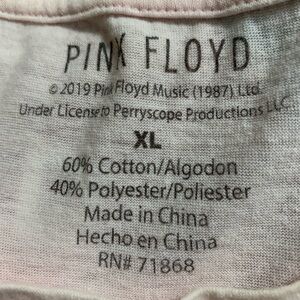 PINK FLOYD
© 2019 Pink Floyd Music (1987) Ltd.
Under License to Perryscope Productions LLC
XL
60% Cotton/Algodon
40% Polyester/Poliester
Made in China
Hecho en China
RN# 71868